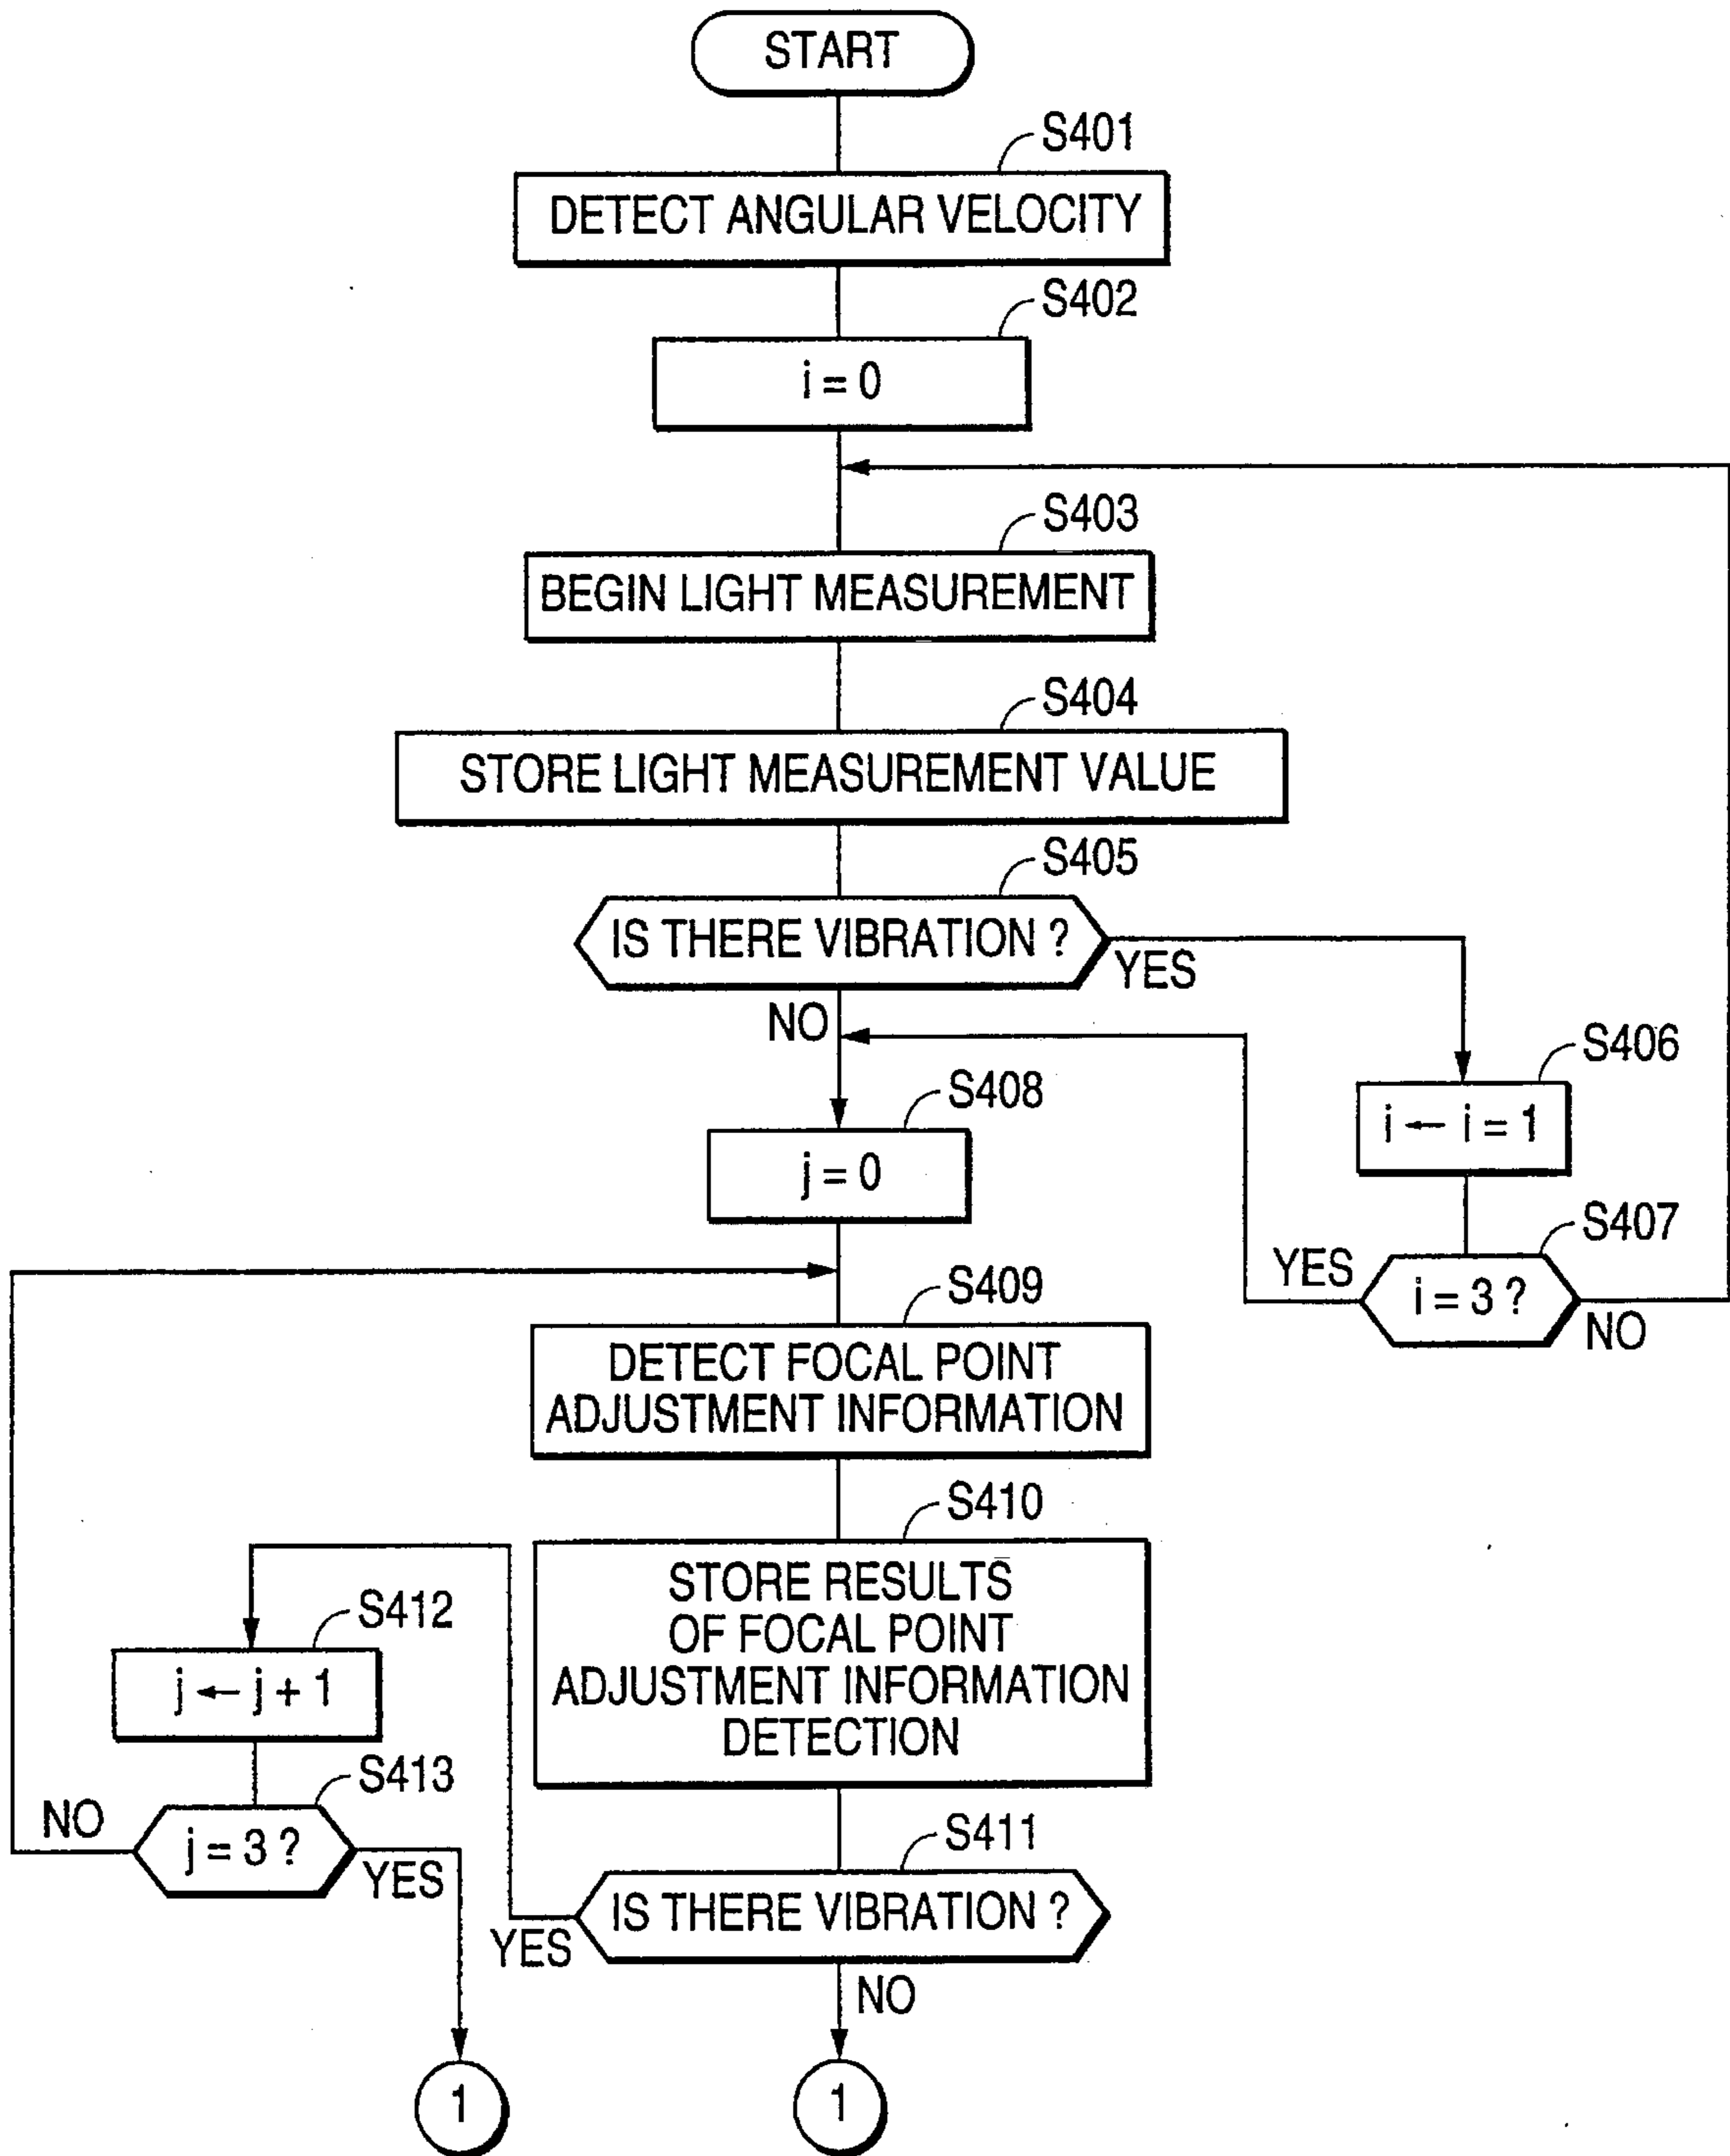 START
S401
DETECT ANGULAR VELOCITY
S402
i = 0
S403
BEGIN LIGHT MEASUREMENT
S404
STORE LIGHT MEASUREMENT VALUE
S405
IS THERE VIBRATION ?
YES
NO
S406
i ← i = 1
S408
j = 0
S407
i = 3 ?
YES
NO
S409
DETECT FOCAL POINT
ADJUSTMENT INFORMATION
S410
STORE RESULTS
OF FOCAL POINT
ADJUSTMENT INFORMATION
DETECTION
S412
j ← j + 1
S413
j = 3 ?
NO
YES
S411
IS THERE VIBRATION ?
YES
NO
1
1